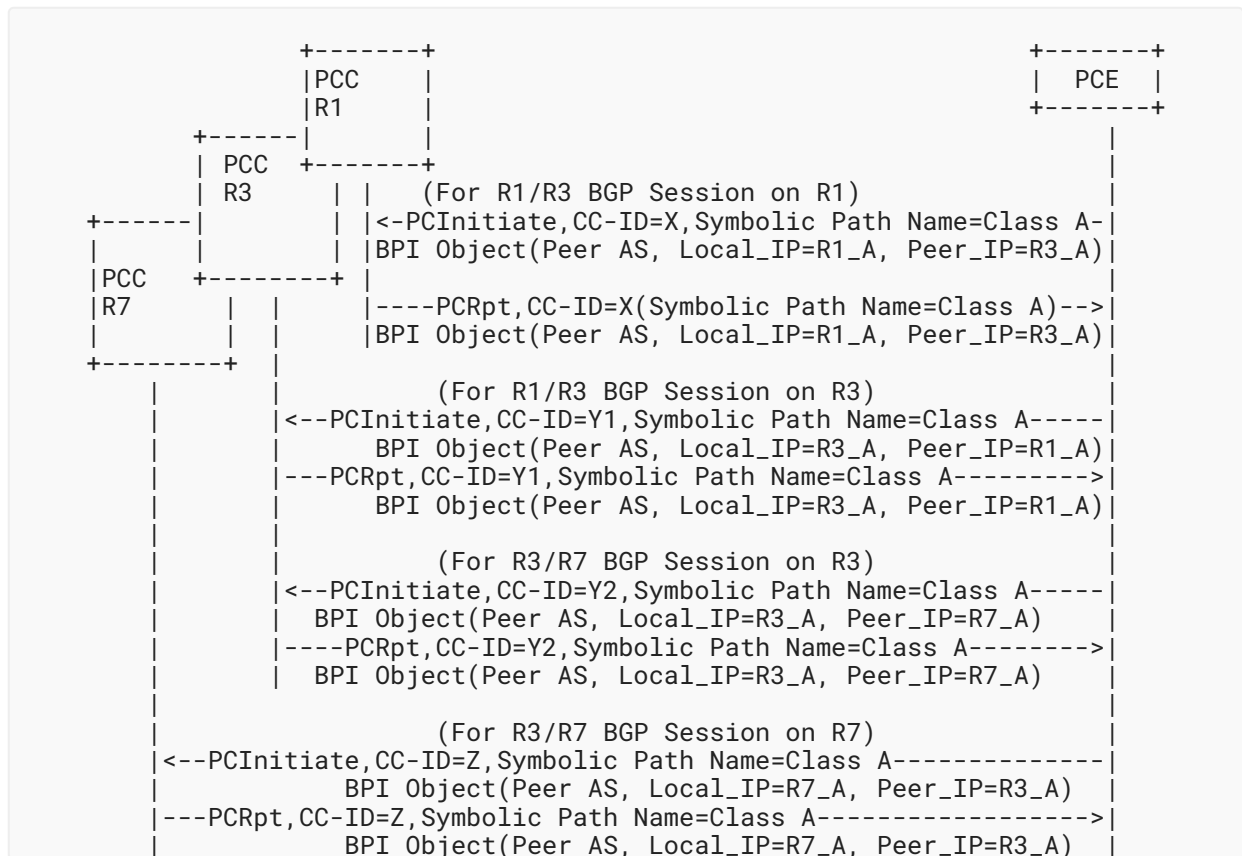 +-------+                                   +-------+
                |PCC    |                                   |  PCE  |
                |R1     |                                   +-------+
         +------|       |                                       |
         | PCC  +-------+                                       |
         | R3     | |   (For R1/R3 BGP Session on R1)           |
  +------|        | |<-PCInitiate,CC-ID=X,Symbolic Path Name=Class A-|
  |      |        | |BPI Object(Peer AS, Local_IP=R1_A, Peer_IP=R3_A)|
  |PCC   +--------+ |                                           |
  |R7       |  |    |----PCRpt,CC-ID=X(Symbolic Path Name=Class A)-->|
  |         |  |    |BPI Object(Peer AS, Local_IP=R1_A, Peer_IP=R3_A)|
  +---------+  |                                                |
      |        |          (For R1/R3 BGP Session on R3)         |
      |        |<--PCInitiate,CC-ID=Y1,Symbolic Path Name=Class A-----|
      |        |      BPI Object(Peer AS, Local_IP=R3_A, Peer_IP=R1_A)|
      |        |---PCRpt,CC-ID=Y1,Symbolic Path Name=Class A--------->|
      |        |      BPI Object(Peer AS, Local_IP=R3_A, Peer_IP=R1_A)|
      |        |                                                |
      |        |          (For R3/R7 BGP Session on R3)         |
      |        |<--PCInitiate,CC-ID=Y2,Symbolic Path Name=Class A-----|
      |        |  BPI Object(Peer AS, Local_IP=R3_A, Peer_IP=R7_A)    |
      |        |----PCRpt,CC-ID=Y2,Symbolic Path Name=Class A-------->|
      |        |  BPI Object(Peer AS, Local_IP=R3_A, Peer_IP=R7_A)    |
      |                                                         |
      |                   (For R3/R7 BGP Session on R7)         |
      |<--PCInitiate,CC-ID=Z,Symbolic Path Name=Class A--------------|
      |            BPI Object(Peer AS, Local_IP=R7_A, Peer_IP=R3_A)  |
      |---PCRpt,CC-ID=Z,Symbolic Path Name=Class A------------------>|
      |            BPI Object(Peer AS, Local_IP=R7_A, Peer_IP=R3_A)  |